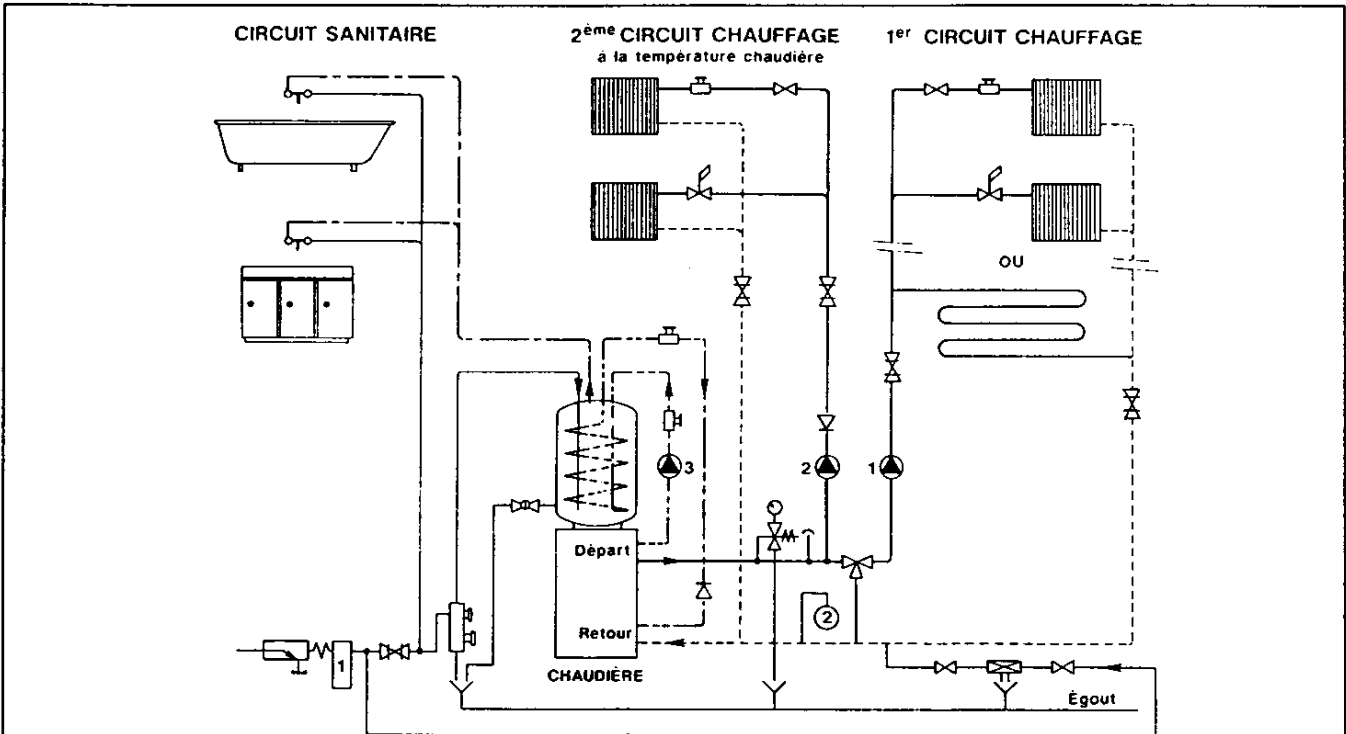 CIRCUIT SANITAIRE
2ème CIRCUIT CHAUFFAGE
à la température chaudière
1er CIRCUIT CHAUFFAGE
OU
3
2
1
Départ
2
Retour
1
CHAUDIÈRE
Égout